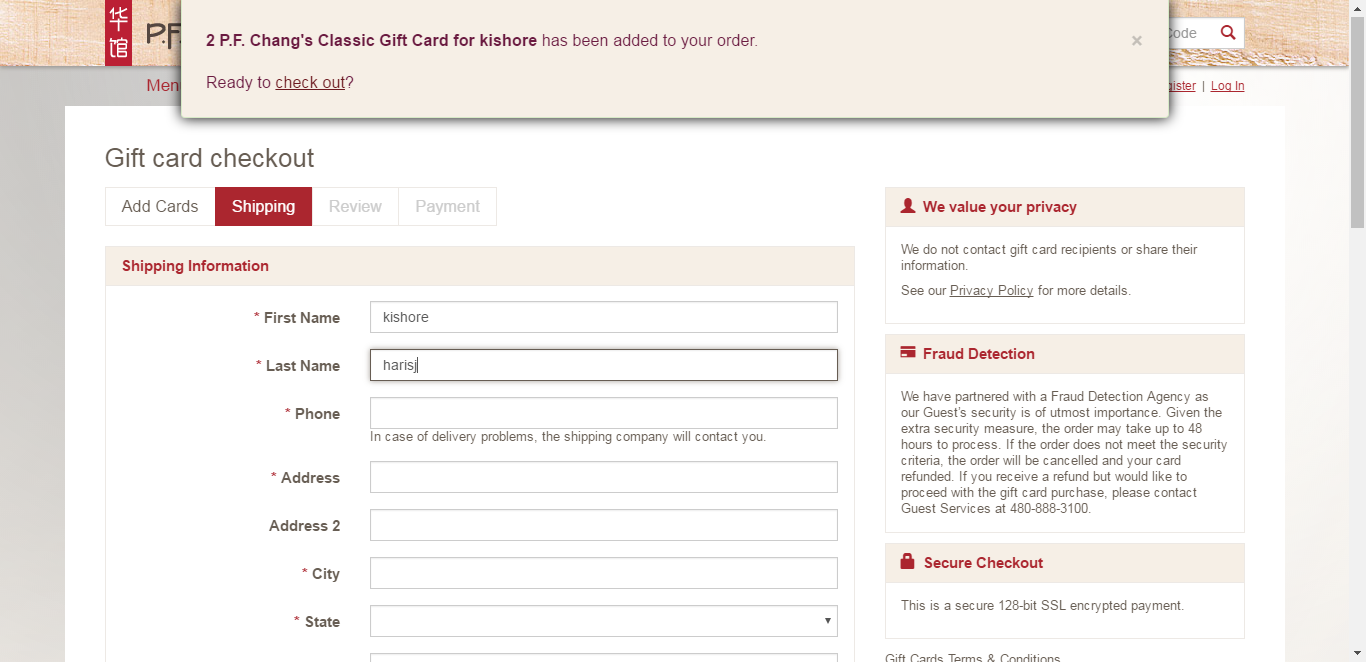 华
馆
P.F.
2 P.F. Chang's Classic Gift Card for kishore has been added to your order.
×
Ready to check out?
Code
Men
gister | Log In
Gift card checkout
Add Cards
Shipping
Review
Payment
Shipping Information
* First Name
kishore
* Last Name
harisj
* Phone
In case of delivery problems, the shipping company will contact you.
* Address
Address 2
* City
* State
We value your privacy
We do not contact gift card recipients or share their
information.
See our Privacy Policy for more details.
Fraud Detection
We have partnered with a Fraud Detection Agency as
our Guest's security is of utmost importance. Given the
extra security measure, the order may take up to 48
hours to process. If the order does not meet the security
criteria, the order will be cancelled and your card
refunded. If you receive a refund but would like to
proceed with the gift card purchase, please contact
Guest Services at 480-888-3100.
Secure Checkout
This is a secure 128-bit SSL encrypted payment.
Gift Cards Terms & Conditions